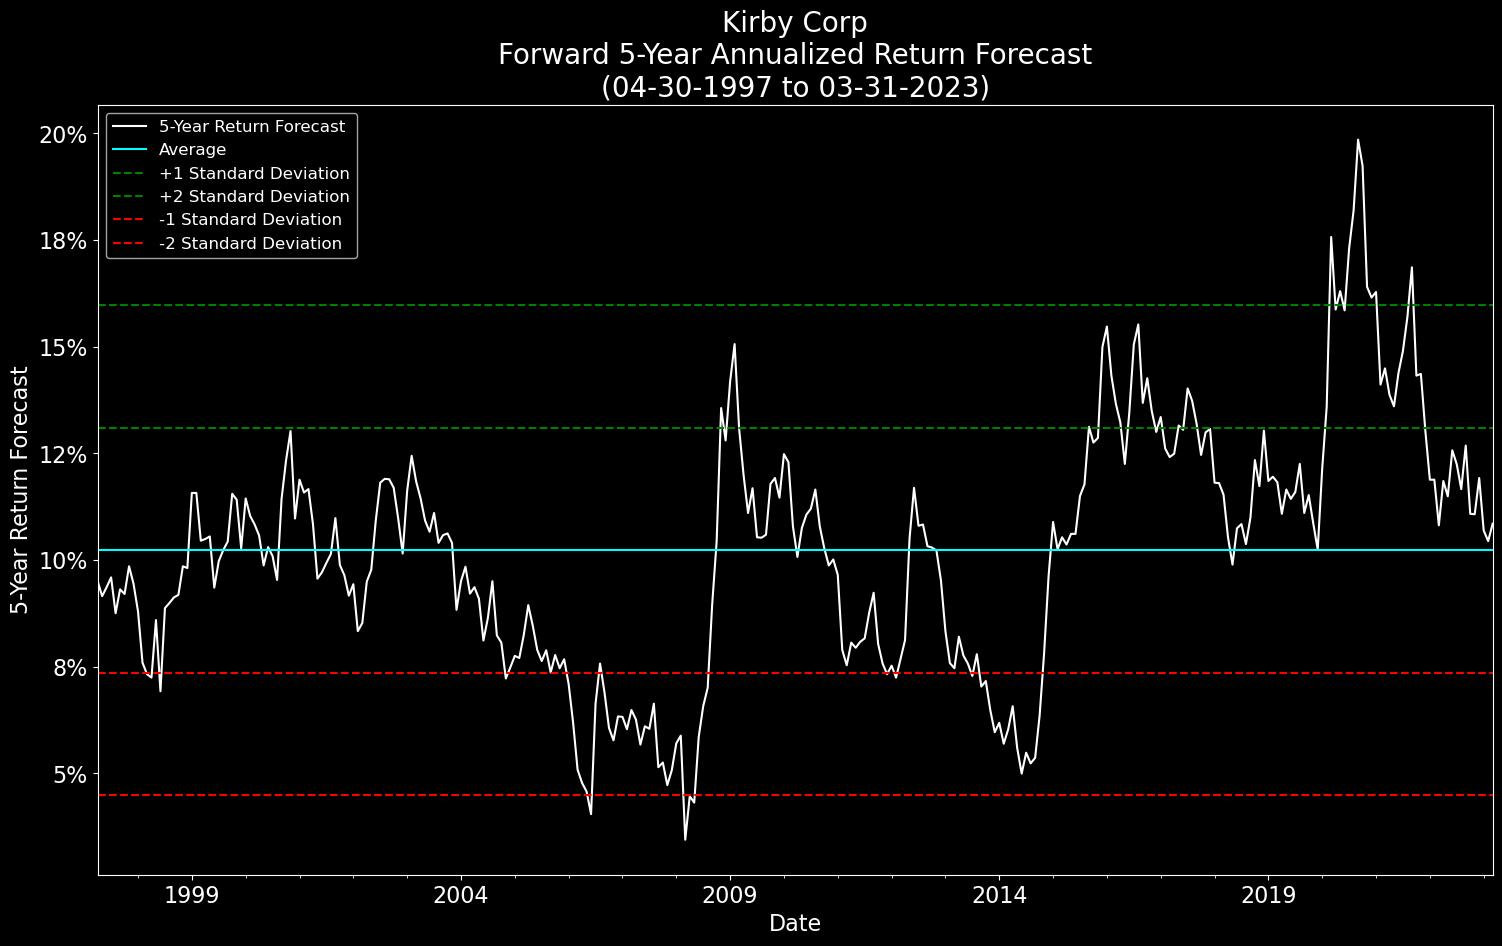 Kirby Corp
Forward 5-Year Annualized Return Forecast
(04-30-1997 to 03-31-2023)
5-Year Return Forecast
Average
+1 Standard Deviation
+2 Standard Deviation
-1 Standard Deviation
-2 Standard Deviation
20%
18%
15%
12%
10%
8%
5%
5-Year Return Forecast
1999
2004
2009
2014
2019
Date